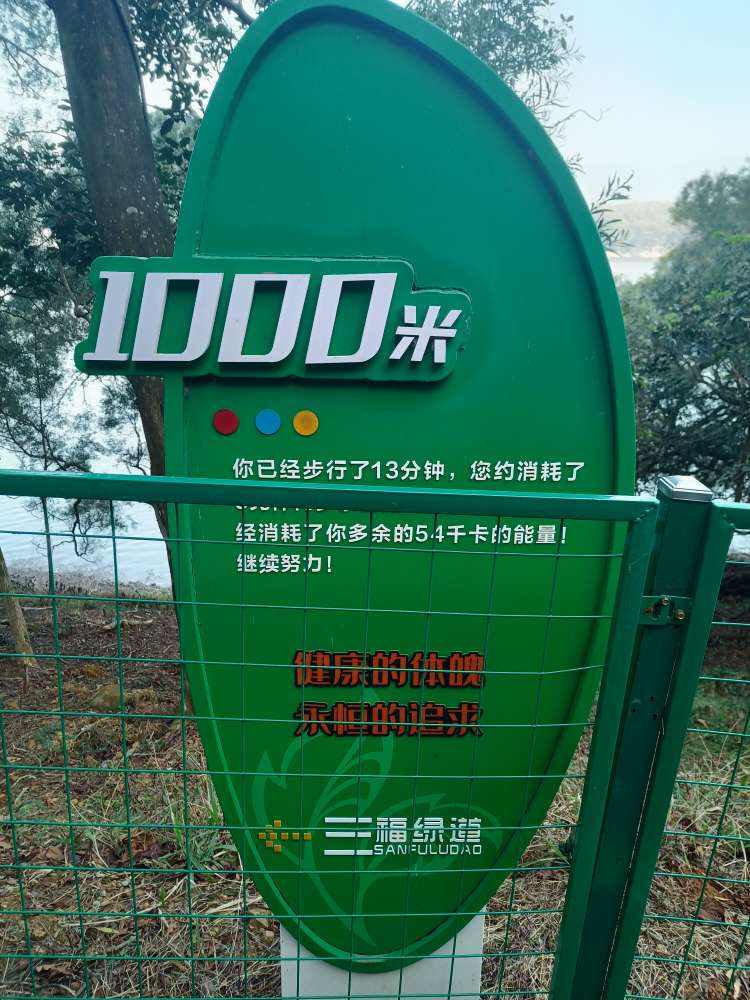 1000米
你已经步行了13分钟，您约消耗了
经消耗了你多余的54千卡的能量！
继续努力！
健康的体魄
永恒的追求
三福绿道
SANFULUDAO